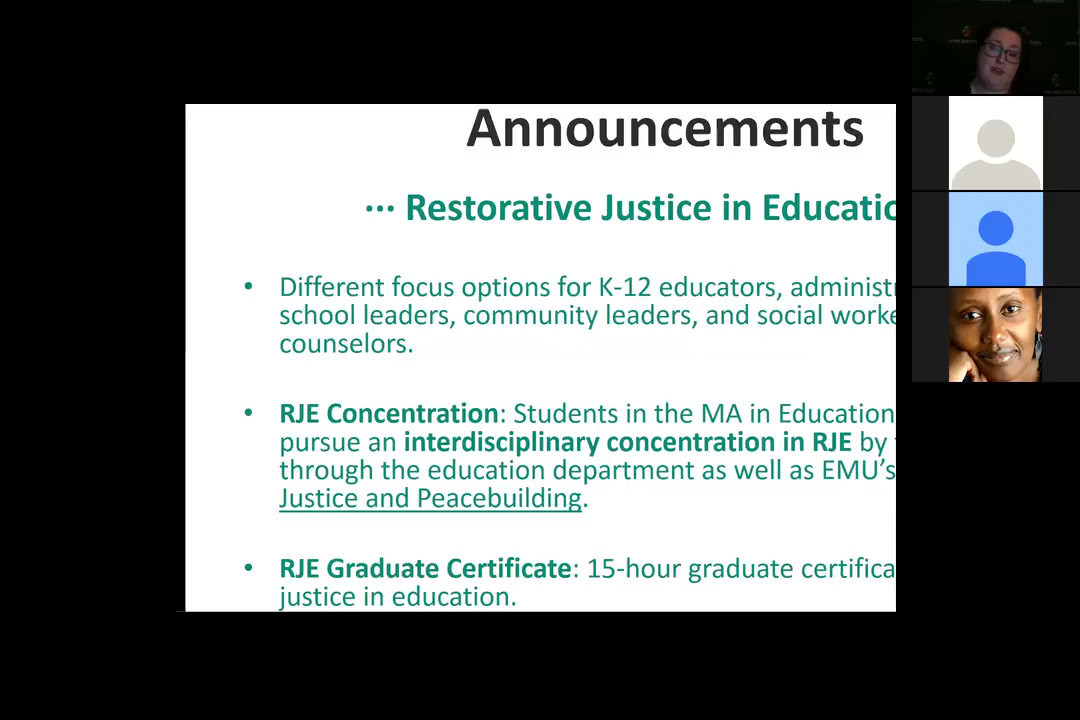 Announcements
··· Restorative Justice in Educatio
• Different focus options for K-12 educators, administr
school leaders, community leaders, and social worke
counselors.
• RJE Concentration: Students in the MA in Education
pursue an interdisciplinary concentration in RJE by
through the education department as well as EMU’s
Justice and Peacebuilding.
• RJE Graduate Certificate: 15-hour graduate certifica
justice in education.